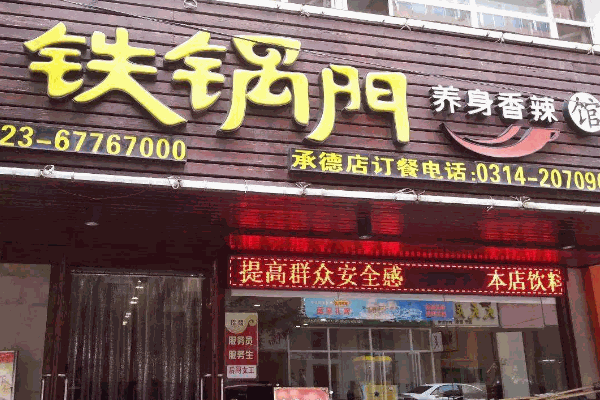 铁锅門
养身香辣馆
23-67767000
承德店订餐电话:0314-207090
提高群众安全感 本店饮料
服务员
服务生